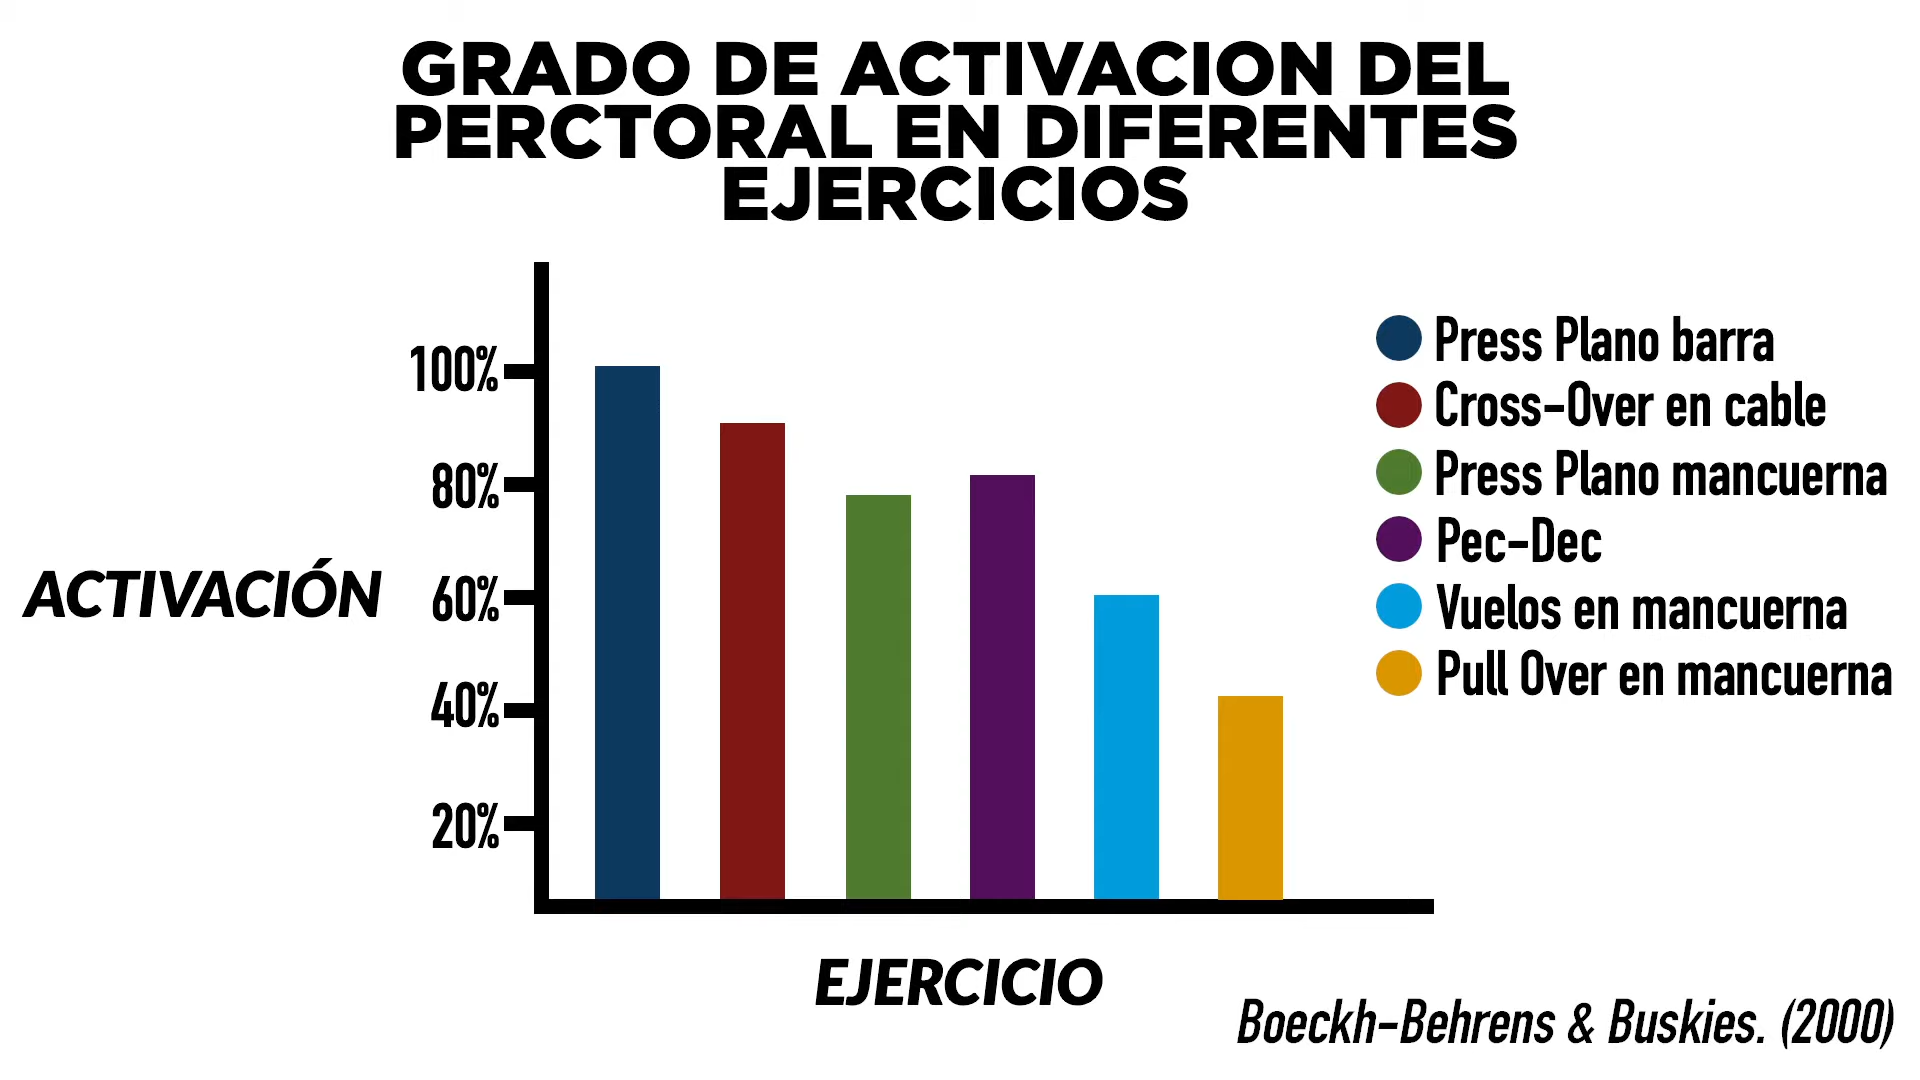 GRADO DE ACTIVACION DEL
PERCTORAL EN DIFERENTES
EJERCICIOS
100%
80%
60%
40%
20%
ACTIVACIÓN
EJERCICIO
Press Plano barra
Cross-Over en cable
Press Plano mancuerna
Pec-Dec
Vuelos en mancuerna
Pull Over en mancuerna
Boeckh-Behrens & Buskies. (2000)